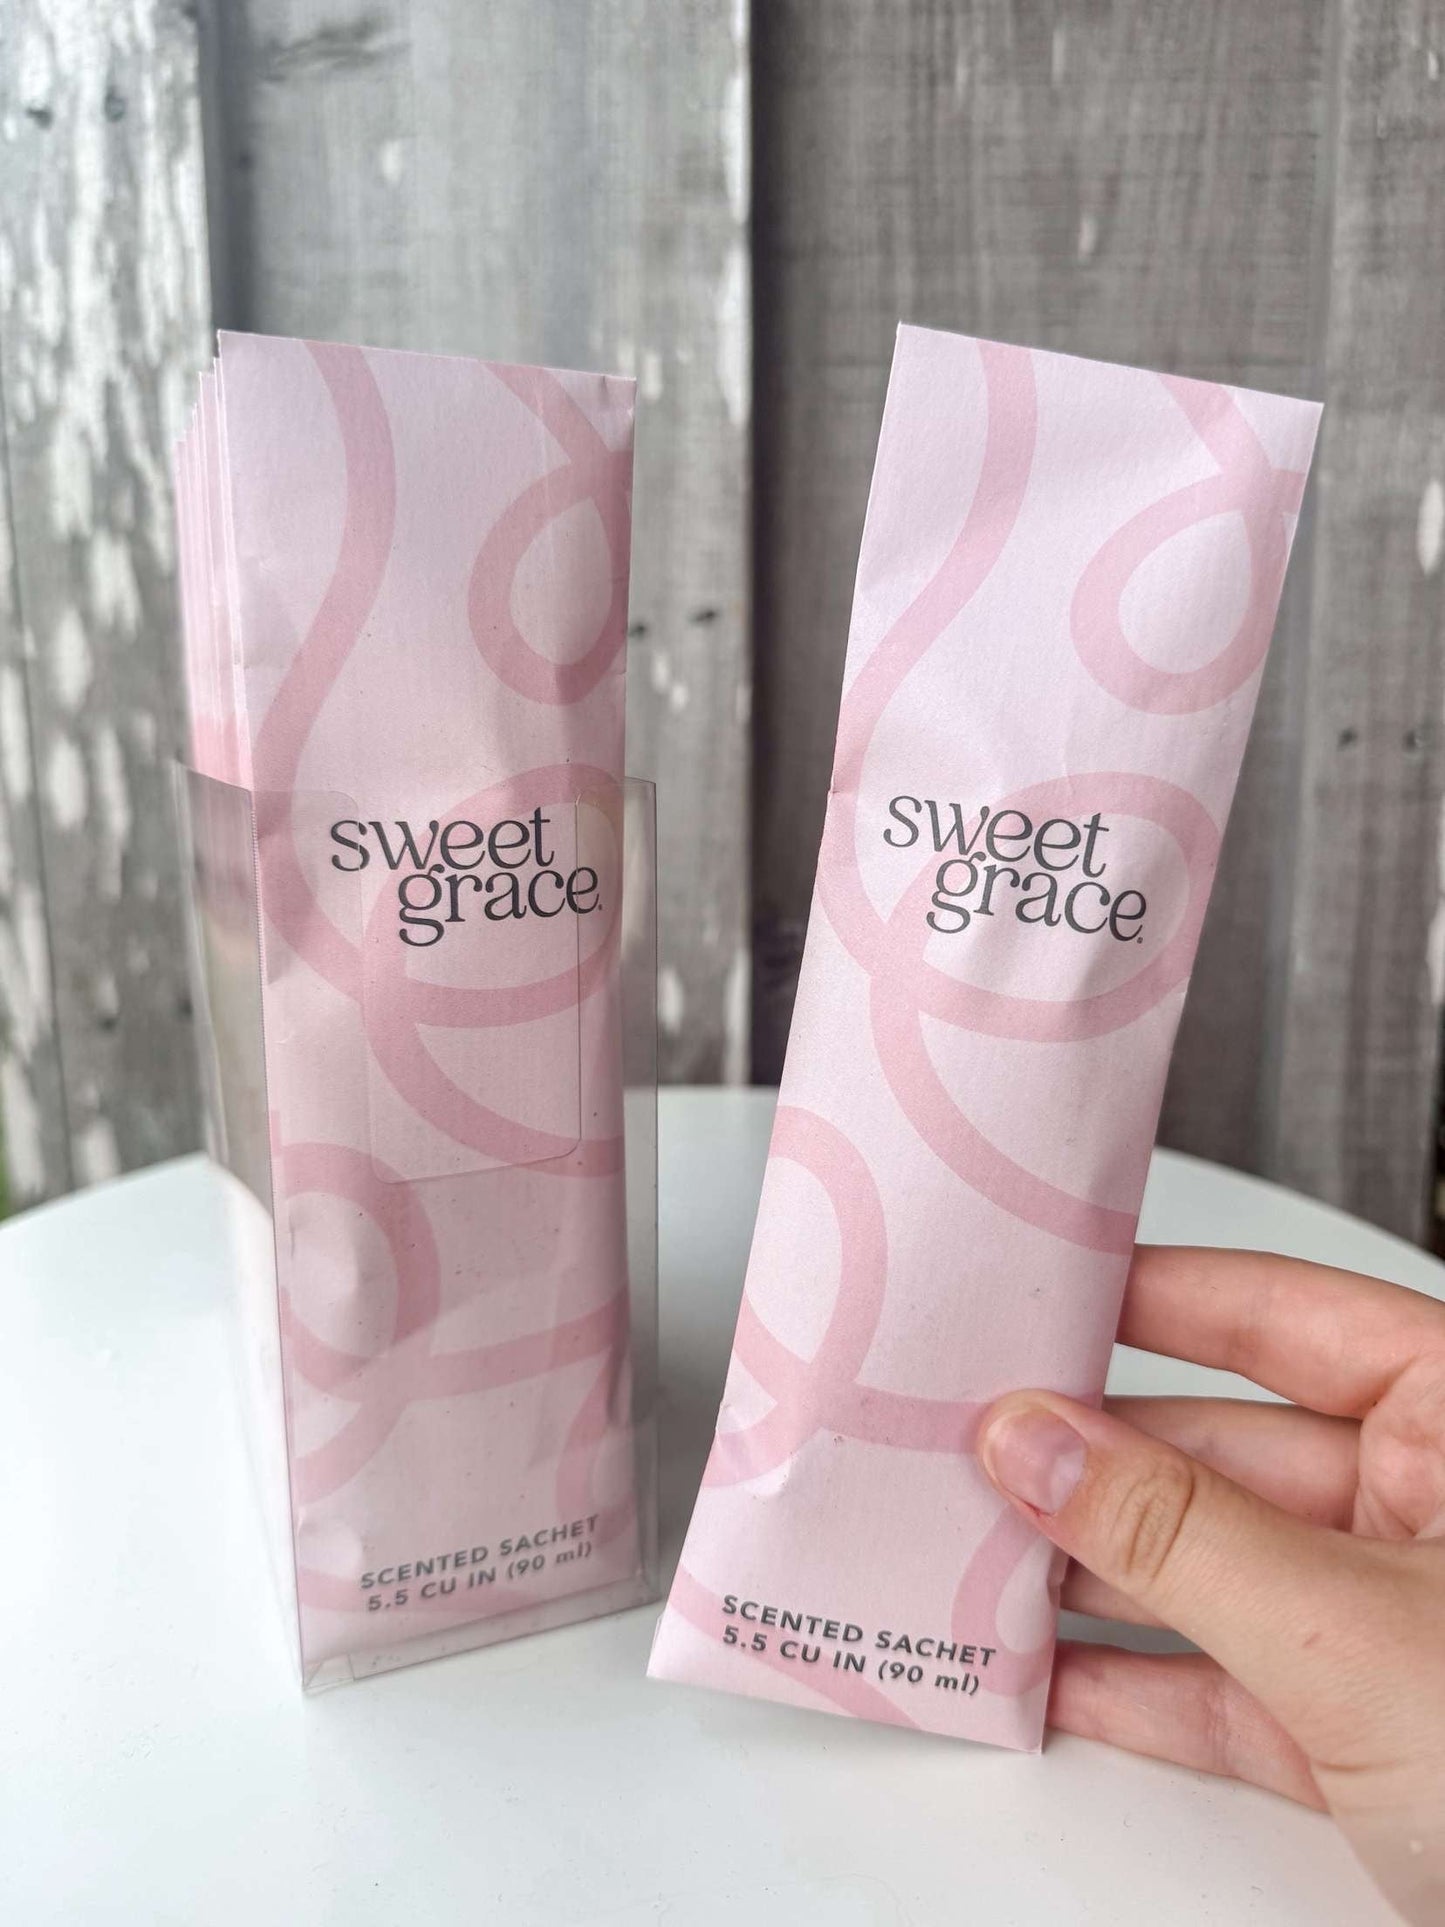 sweet
grace®
SCENTED SACHET
5.5 CU IN (90 ml)
sweet
grace®
SCENTED SACHET
5.5 CU IN (90 ml)